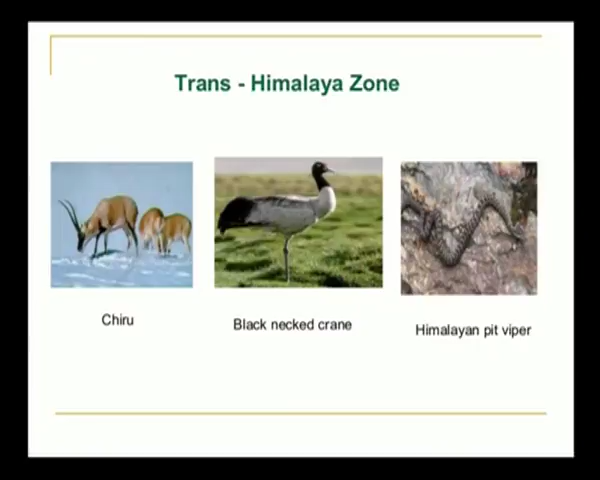 Trans - Himalaya Zone
Chiru
Black necked crane
Himalayan pit viper